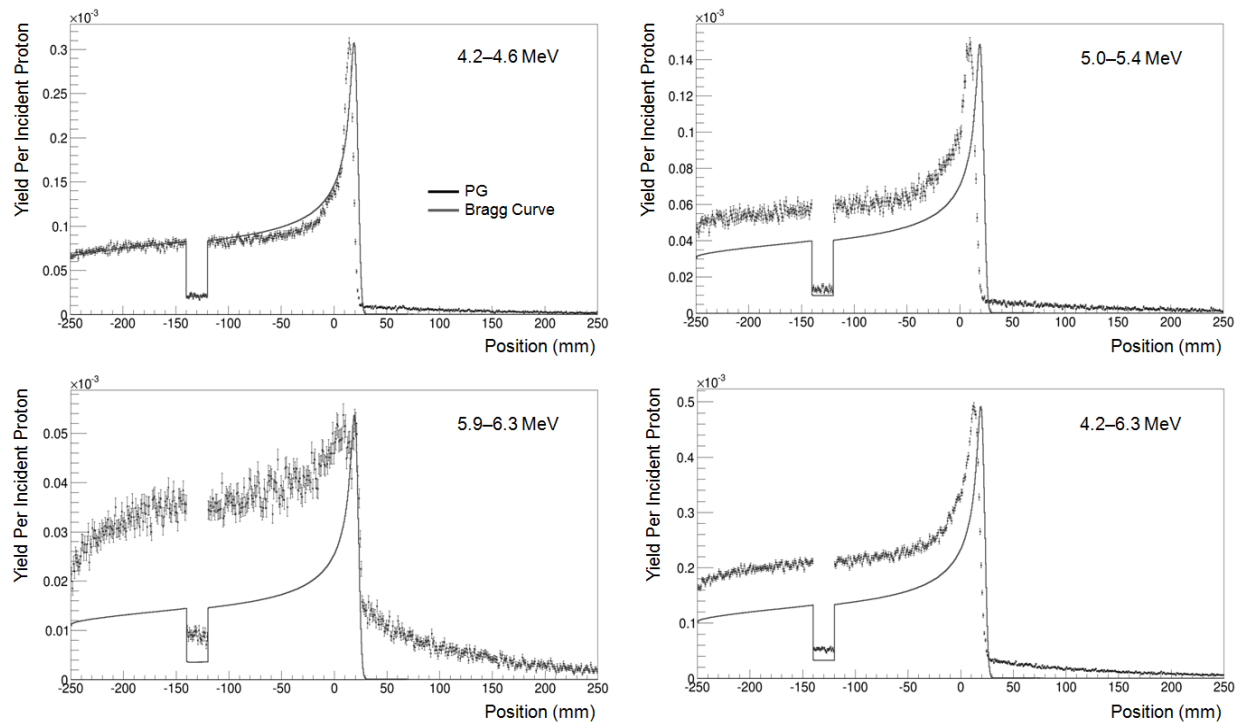 ×10⁻³
Yield Per Incident Proton
0.3
0.25
0.2
0.15
0.1
0.05
0
4.2–4.6 MeV
PG
Bragg Curve
-250 -200 -150 -100 -50 0 50 100 150 200 250
Position (mm)
×10⁻³
Yield Per Incident Proton
0.14
0.12
0.1
0.08
0.06
0.04
0.02
0
5.0–5.4 MeV
-250 -200 -150 -100 -50 0 50 100 150 200 250
Position (mm)
×10⁻³
Yield Per Incident Proton
0.05
0.04
0.03
0.02
0.01
0
5.9–6.3 MeV
-250 -200 -150 -100 -50 0 50 100 150 200 250
Position (mm)
×10⁻³
Yield Per Incident Proton
0.5
0.4
0.3
0.2
0.1
0
4.2–6.3 MeV
-250 -200 -150 -100 -50 0 50 100 150 200 250
Position (mm)